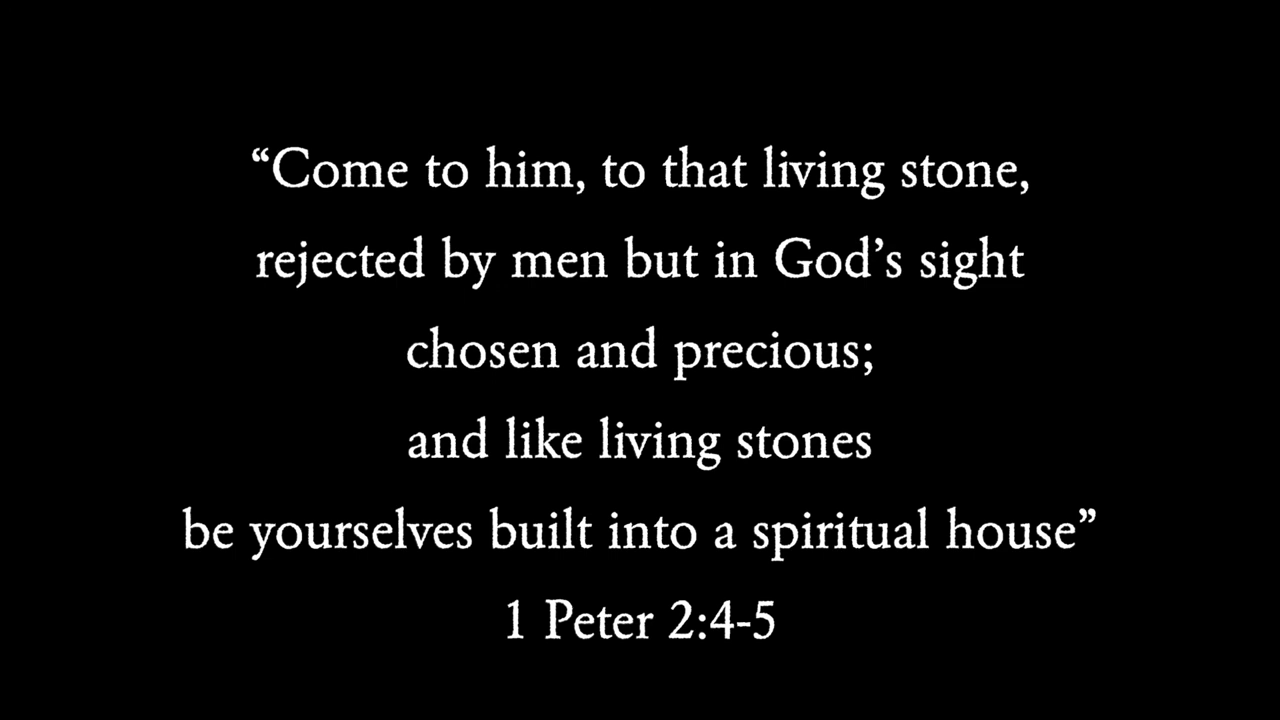 “Come to him, to that living stone,
rejected by men but in God’s sight
chosen and precious;
and like living stones
be yourselves built into a spiritual house”
1 Peter 2:4-5